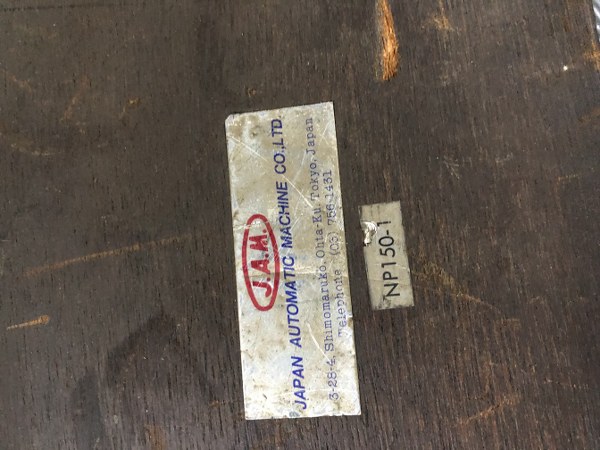 J.A.M.
JAPAN AUTOMATIC MACHINE CO.,LTD.
3-28-4, Shimomaruko, Ohta-Ku, Tokyo, Japan
Telephone (03) 756-1431
NP150-1